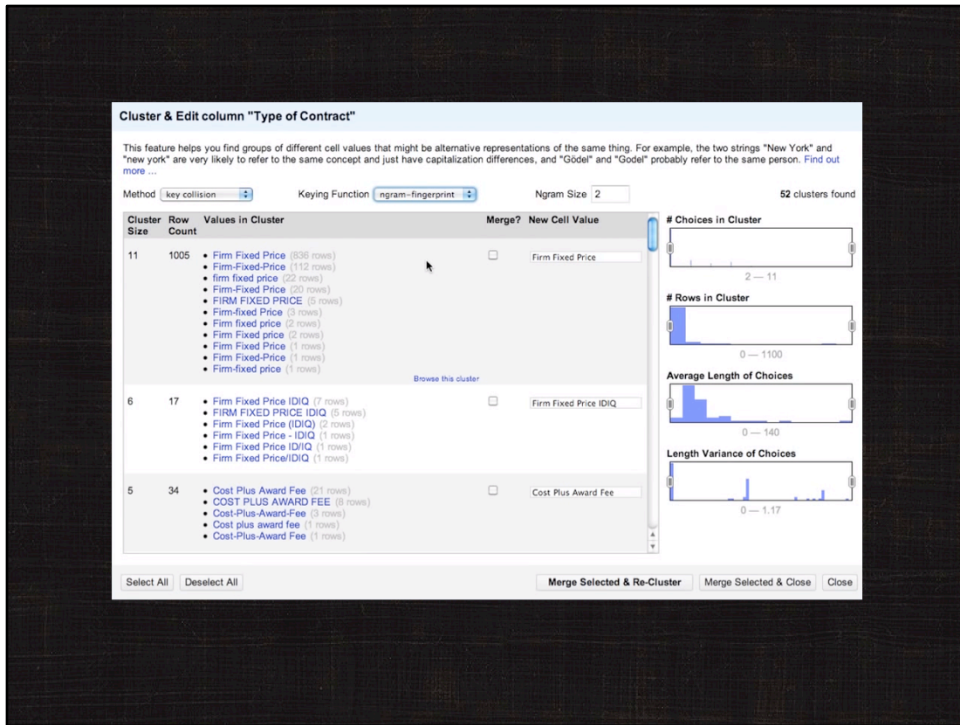 Cluster & Edit column "Type of Contract"
This feature helps you find groups of different cell values that might be alternative representations of the same thing. For example, the two strings "New York" and
"new york" are very likely to refer to the same concept and just have capitalization differences, and "Gödel" and "Godel" probably refer to the same person. Find out
more ...
Method key collision Keying Function ngram-fingerprint Ngram Size 2 52 clusters found
Cluster Size Row Count Values in Cluster Merge? New Cell Value
11 1005 • Firm Fixed Price (836 rows) Firm Fixed Price
• Firm-Fixed-Price (112 rows)
• firm fixed price (22 rows)
• Firm-Fixed Price (20 rows)
• FIRM FIXED PRICE (5 rows)
• Firm-fixed Price (3 rows)
• Firm fixed price (2 rows)
• Firm Fixed price (2 rows)
• Firm Fixed Price (1 rows)
• Firm Fixed-Price (1 rows)
• Firm-fixed price (1 rows)
Browse this cluster
6 17 • Firm Fixed Price IDIQ (7 rows) Firm Fixed Price IDIQ
• FIRM FIXED PRICE IDIQ (5 rows)
• Firm Fixed Price (IDIQ) (2 rows)
• Firm Fixed Price - IDIQ (1 rows)
• Firm Fixed Price ID/IQ (1 rows)
• Firm Fixed Price/IDIQ (1 rows)
5 34 • Cost Plus Award Fee (21 rows) Cost Plus Award Fee
• COST PLUS AWARD FEE (8 rows)
• Cost-Plus-Award-Fee (3 rows)
• Cost plus award fee (1 rows)
• Cost-Plus-Award Fee (1 rows)
# Choices in Cluster
2 — 11
# Rows in Cluster
0 — 1100
Average Length of Choices
0 — 140
Length Variance of Choices
0 — 1.17
Select All Deselect All Merge Selected & Re-Cluster Merge Selected & Close Close